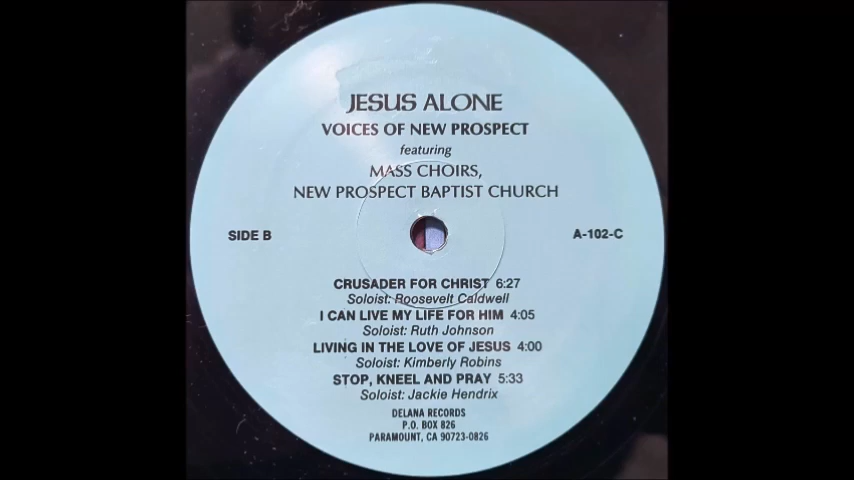 JESUS ALONE
VOICES OF NEW PROSPECT
featuring
MASS CHOIRS,
NEW PROSPECT BAPTIST CHURCH
SIDE B
A-102-C
CRUSADER FOR CHRIST 6:27
Soloist: Roosevelt Caldwell
I CAN LIVE MY LIFE FOR HIM 4:05
Soloist: Ruth Johnson
LIVING IN THE LOVE OF JESUS 4:00
Soloist: Kimberly Robins
STOP, KNEEL AND PRAY 5:33
Soloist: Jackie Hendrix
DELANA RECORDS
P.O. BOX 826
PARAMOUNT, CA 90723-0826